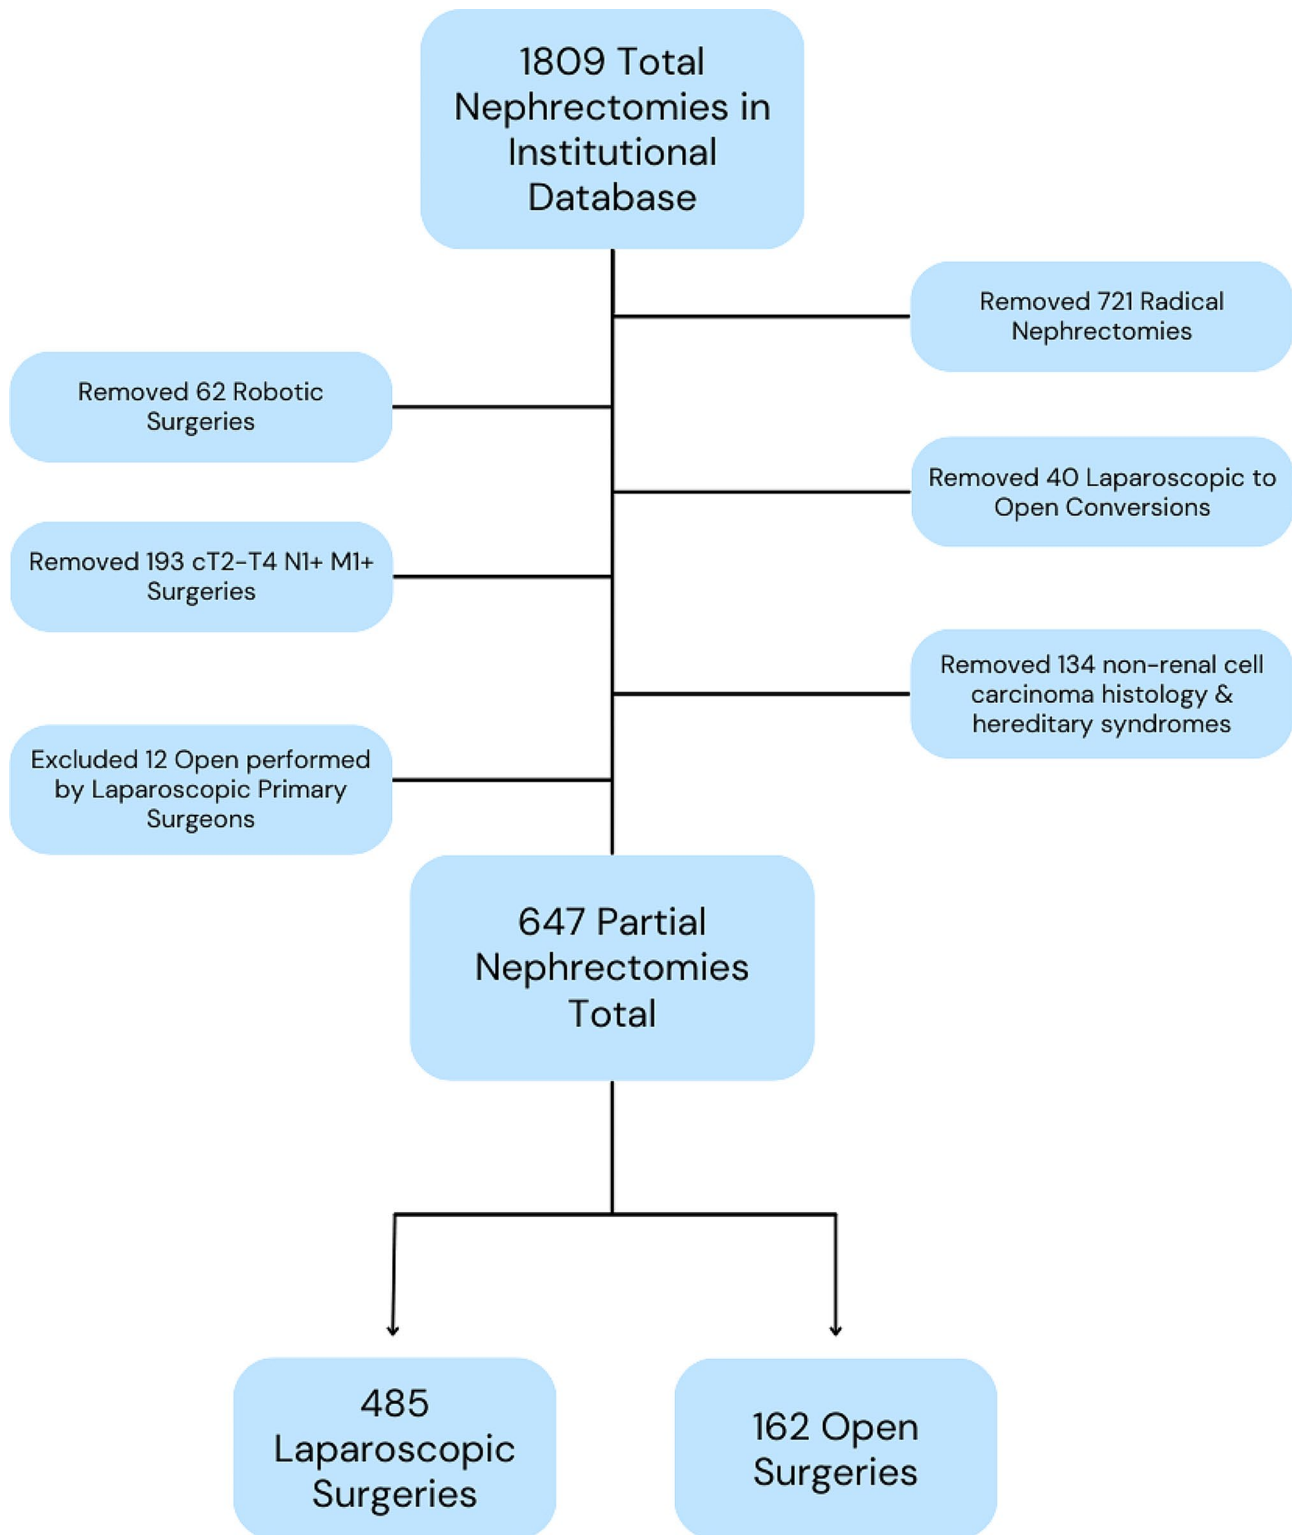 1809 Total
Nephrectomies in
Institutional
Database
Removed 721 Radical
Nephrectomies
Removed 62 Robotic
Surgeries
Removed 40 Laparoscopic to
Open Conversions
Removed 193 cT2-T4 N1+ M1+
Surgeries
Removed 134 non-renal cell
carcinoma histology &
hereditary syndromes
Excluded 12 Open performed
by Laparoscopic Primary
Surgeons
647 Partial
Nephrectomies
Total
485
Laparoscopic
Surgeries
162 Open
Surgeries